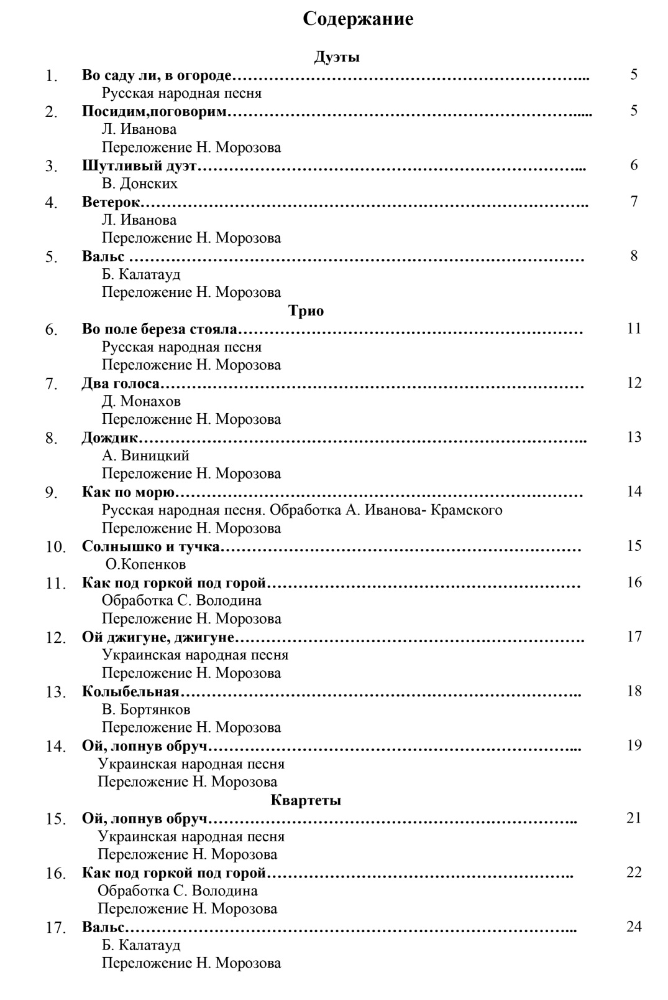 Содержание
Дуэты
1. Во саду ли, в огороде……………………………………………………………... 5
Русская народная песня
2. Посидим,поговорим……………………………………………………………..... 5
Л. Иванова
Переложение Н. Морозова
3. Шутливый дуэт……………………………………………………………………... 6
В. Донских
4. Ветерок…………………………………………………………………………….. 7
Л. Иванова
Переложение Н. Морозова
5. Вальс ……………………………………………………………………………… 8
Б. Калатауд
Переложение Н. Морозова
Трио
6. Во поле береза стояла…………………………………………………………… 11
Русская народная песня
Переложение Н. Морозова
7. Два голоса………………………………………………………………………… 12
Д. Монахов
Переложение Н. Морозова
8. Дождик…………………………………………………………………………….. 13
А. Виницкий
Переложение Н. Морозова
9. Как по морю……………………………………………………………………… 14
Русская народная песня. Обработка А. Иванова- Крамского
Переложение Н. Морозова
10. Солнышко и тучка……………………………………………………………… 15
О.Копенков
11. Как под горкой под горой……………………………………………………… 16
Обработка С. Володина
Переложение Н. Морозова
12. Ой джигуне, джигуне……………………………………………………………. 17
Украинская народная песня
Переложение Н. Морозова
13. Колыбельная…………………………………………………………………….. 18
В. Бортянков
Переложение Н. Морозова
14. Ой, лопнув обруч………………………………………………………………... 19
Украинская народная песня
Переложение Н. Морозова
Квартеты
15. Ой, лопнув обруч……………………………………………………………….. 21
Украинская народная песня
Переложение Н. Морозова
16. Как под горкой под горой…………………………………………………….. 22
Обработка С. Володина
Переложение Н. Морозова
17. Вальс……………………………………………………………………………... 24
Б. Калатауд
Переложение Н. Морозова